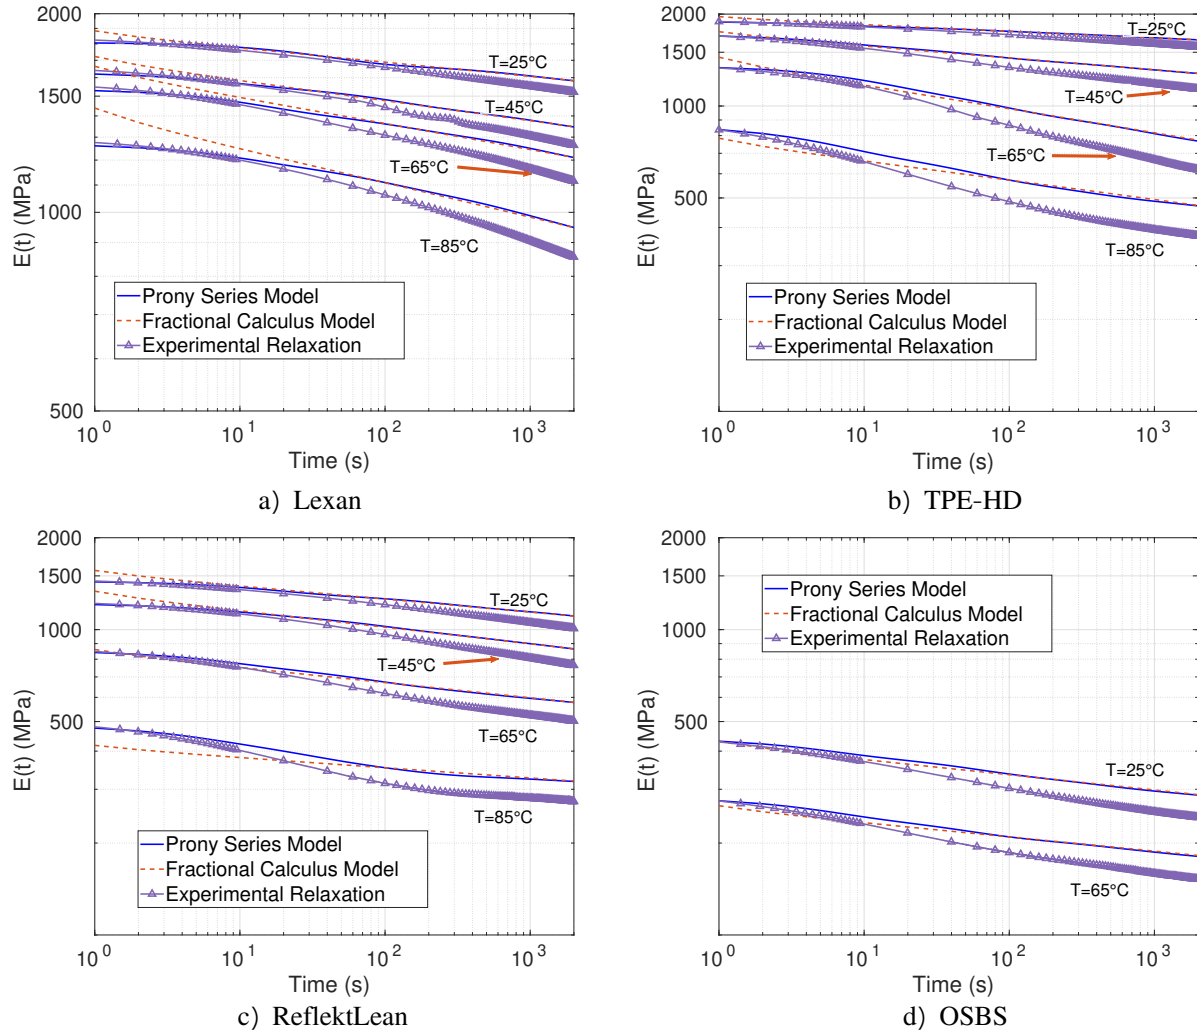 2000
1500
1000
500
E(t) (MPa)
T=25°C
T=45°C
T=65°C
T=85°C
Prony Series Model
Fractional Calculus Model
Experimental Relaxation
10^0
10^1
10^2
10^3
Time (s)
a) Lexan
2000
1500
1000
500
E(t) (MPa)
T=25°C
T=45°C
T=65°C
T=85°C
Prony Series Model
Fractional Calculus Model
Experimental Relaxation
10^0
10^1
10^2
10^3
Time (s)
b) TPE-HD
2000
1500
1000
500
E(t) (MPa)
T=25°C
T=45°C
T=65°C
T=85°C
Prony Series Model
Fractional Calculus Model
Experimental Relaxation
10^0
10^1
10^2
10^3
Time (s)
c) ReflektLean
2000
1500
1000
500
E(t) (MPa)
Prony Series Model
Fractional Calculus Model
Experimental Relaxation
T=25°C
T=65°C
10^0
10^1
10^2
10^3
Time (s)
d) OSBS